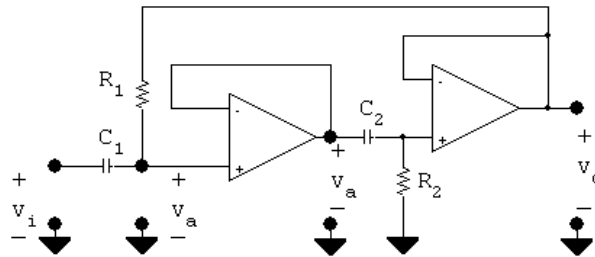 R1
-
-
C2
C1
+
+
+
+
+
+
vi
va
va
R2
vo
-
-
-
-